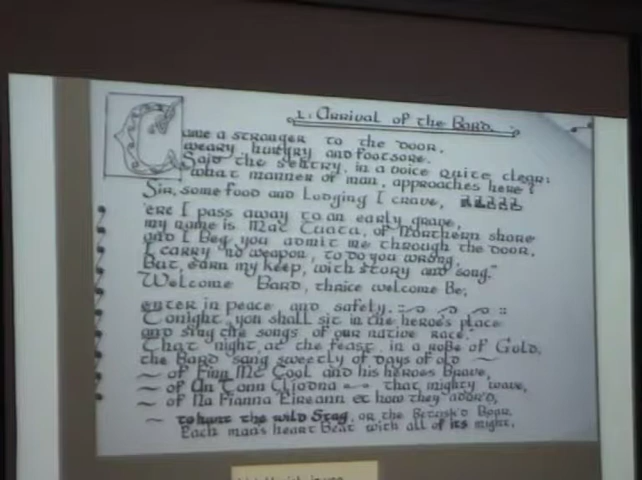 1: Arrival of the Bard.
Came a stranger to the door,
weary hungry and footsore.
Said the sentry, in a voice quite clear:
what manner of man, approaches here?
Sir, some food and Lodging I crave,
'ere I pass away to an early grave,
my name is Mac Tuata, of Northern shore
and I Beg you admit me through the door.
I carry no weapon, to do you wrong,
But, earn my keep, with story and song."
Welcome Bard, thrice welcome Be,
enter in peace and safety.
Tonight, you shall sit in the heroe's place
and sing the songs of our native race."
That night, at the feast, in a robe of Gold,
the Bard sang sweetly of days of old
of Finn Mc Cool and his heroes Brave,
of An Tonn Cliodna that mighty wave,
of Na Fianna Eireann & how they ador'd,
to hunt the wild Stag, or the Betusk'd Boar.
Each mans heart Beat with all of its might,